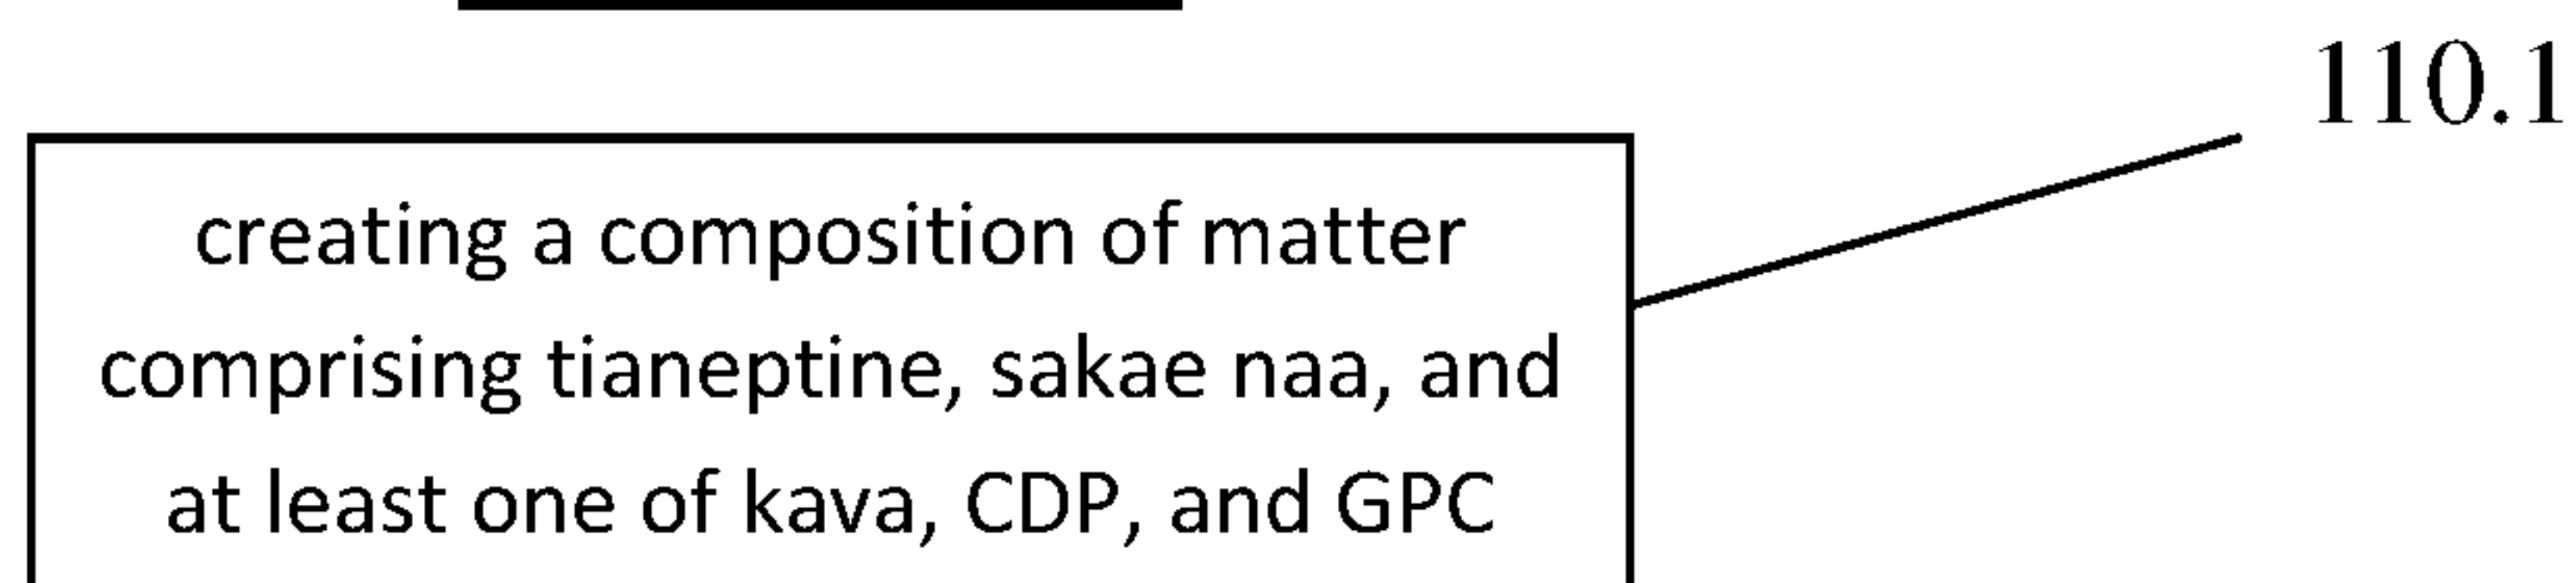 110.1
creating a composition of matter
comprising tianeptine, sakae naa, and
at least one of kava, CDP, and GPC